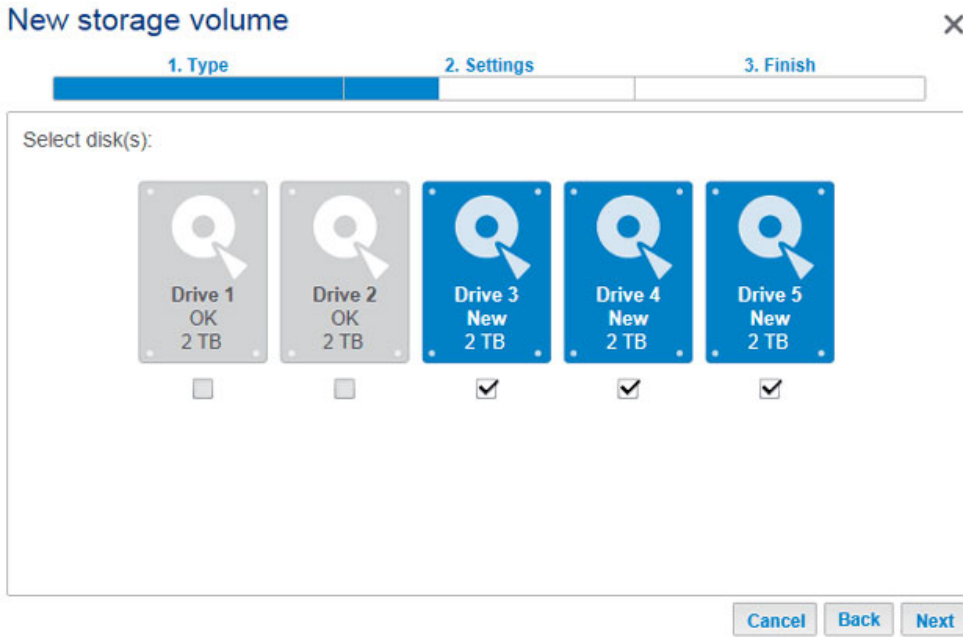 New storage volume
1. Type 2. Settings 3. Finish
Select disk(s):
Drive 1 Drive 2 Drive 3 Drive 4 Drive 5
OK OK New New New
2 TB 2 TB 2 TB 2 TB 2 TB
Cancel Back Next